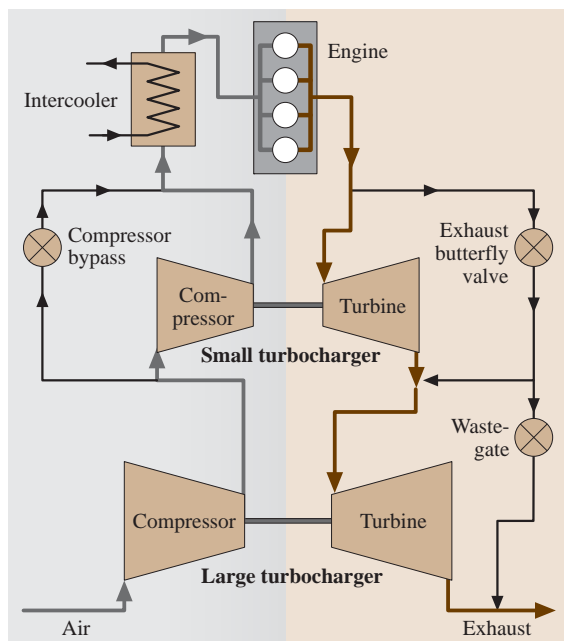 Engine
Intercooler
Compressor
bypass
Exhaust
butterfly
valve
Com-
pressor
Turbine
Small turbocharger
Waste-
gate
Compressor
Turbine
Large turbocharger
Air
Exhaust